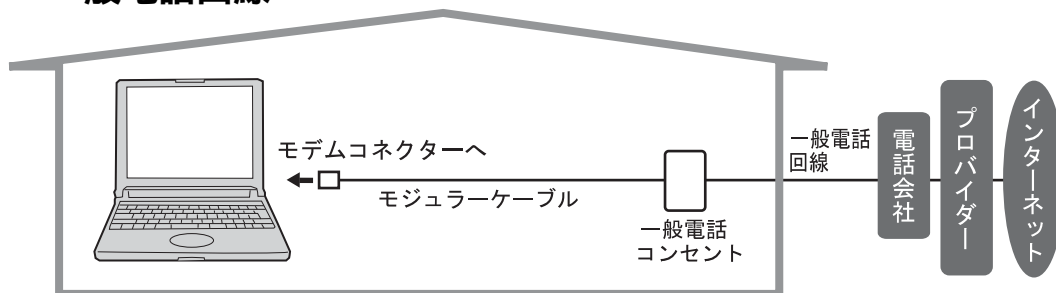 モデムコネクターへ
モジュラーケーブル
一般電話
コンセント
一般電話
回線
電話会社
プロバイダー
インターネット